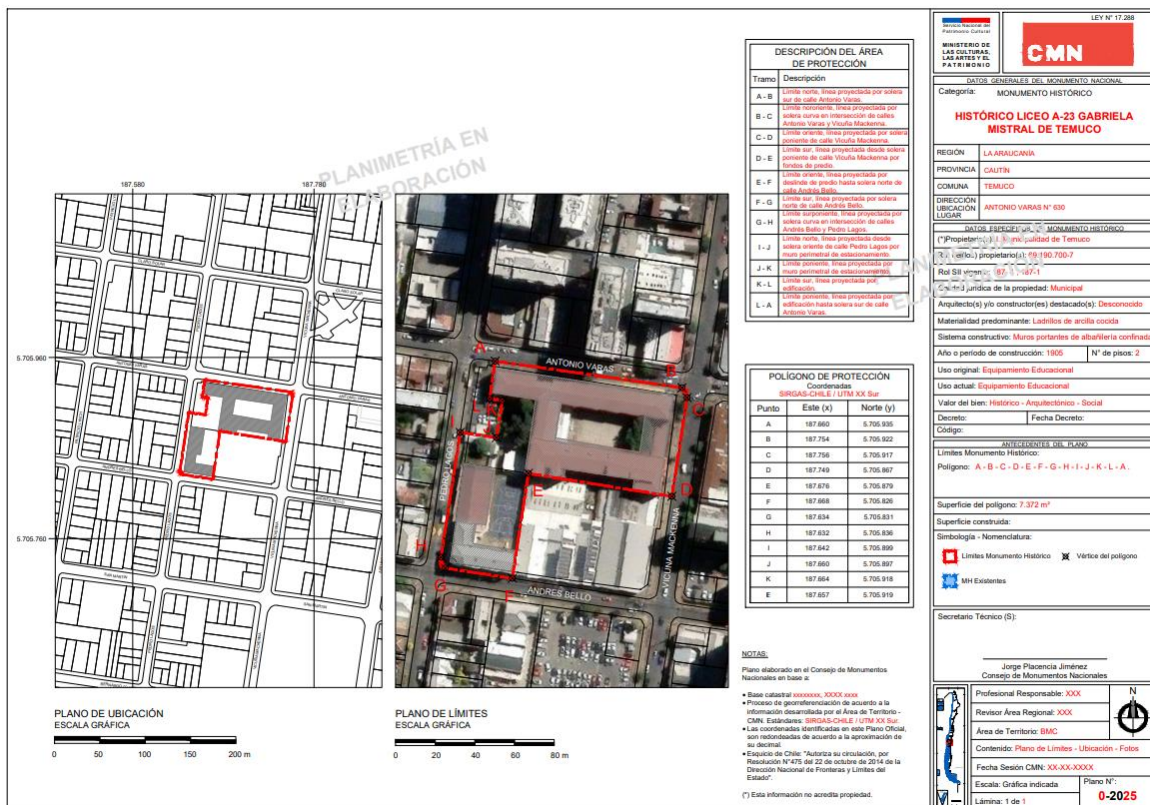 PLANIMETRÍA EN
ELABORACIÓN
187.580
187.780
5.705.960
5.705.760
ANTONIO VARAS
PEDRO LAGOS
VICUÑA MACKENNA
ANDRES BELLO
A
B
C
D
E
F
G
H
I
J
K
L
PLANO DE UBICACIÓN
ESCALA GRÁFICA
0 50 100 150 200 m
PLANO DE LÍMITES
ESCALA GRÁFICA
0 20 40 60 80 m
DESCRIPCIÓN DEL ÁREA
DE PROTECCIÓN
Tramo Descripción
A - B Límite norte, línea proyectada por solera
sur de calle Antonio Varas.
B - C Límite nororiente, línea proyectada por
solera curva en intersección de calles
Antonio Varas y Vicuña Mackenna.
C - D Límite oriente, línea proyectada por solera
poniente de calle Vicuña Mackenna.
D - E Límite sur, línea proyectada desde solera
poniente de calle Vicuña Mackenna por
fondos de predio.
E - F Límite oriente, línea proyectada por
deslinde de predio hasta solera norte de
calle Andrés Bello.
F - G Límite sur, línea proyectada por solera
norte de calle Andrés Bello.
G - H Límite surponiente, línea proyectada por
solera curva en intersección de calles
Andrés Bello y Pedro Lagos.
I - J Límite norte, línea proyectada desde
solera oriente de calle Pedro Lagos por
muro perimetral de estacionamiento.
J - K Límite poniente, línea proyectada por
muro perimetral de estacionamiento.
K - L Límite sur, línea proyectada por
edificación.
L - A Límite poniente, línea proyectada por
edificación hasta solera sur de calle
Antonio Varas.
POLÍGONO DE PROTECCIÓN
Coordenadas
SIRGAS-CHILE / UTM XX Sur
Punto Este (x) Norte (y)
A 187.660 5.705.935
B 187.754 5.705.922
C 187.756 5.705.917
D 187.749 5.705.867
E 187.676 5.705.879
F 187.668 5.705.826
G 187.634 5.705.831
H 187.632 5.705.836
I 187.642 5.705.899
J 187.660 5.705.897
K 187.664 5.705.918
E 187.657 5.705.919
NOTAS:
Plano elaborado en el Consejo de Monumentos
Nacionales en base a:
• Base catastral xxxxxxxx, XXXX xxxx
• Proceso de georreferenciación de acuerdo a la
información desarrollada por el Área de Territorio -
CMN. Estándares: SIRGAS-CHILE / UTM XX Sur.
• Las coordenadas identificadas en este Plano Oficial,
son redondeadas de acuerdo a la aproximación de
su decimal.
• Esquicio de Chile: "Autoriza su circulación, por
Resolución N°475 del 22 de octubre de 2014 de la
Dirección Nacional de Fronteras y Límites del
Estado".
(*) Esta información no acredita propiedad.
Servicio Nacional del
Patrimonio Cultural
MINISTERIO DE
LAS CULTURAS,
LAS ARTES Y EL
PATRIMONIO
LEY N° 17.288
CMN
DATOS GENERALES DEL MONUMENTO NACIONAL
Categoría: MONUMENTO HISTÓRICO
HISTÓRICO LICEO A-23 GABRIELA
MISTRAL DE TEMUCO
REGIÓN LA ARAUCANÍA
PROVINCIA CAUTÍN
COMUNA TEMUCO
DIRECCIÓN
UBICACIÓN
LUGAR
ANTONIO VARAS N° 630
PLANIMETRÍA EN
ELABORACIÓN
MONUMENTO HISTÓRICO
Municipalidad de Temuco
propietario(a): 69.190.700-7
Rol SII
jurídica de la propiedad: Municipal
Arquitecto(s) y/o constructor(es) destacado(s): Desconocido
Materialidad predominante: Ladrillos de arcilla cocida
Sistema constructivo: Muros portantes de albañilería confinada
Año o período de construcción: 1905 N° de pisos: 2
Uso original: Equipamiento Educacional
Uso actual: Equipamiento Educacional
Valor del bien: Histórico - Arquitectónico - Social
Decreto: Fecha Decreto:
Código:
ANTECEDENTES DEL PLANO
Límites Monumento Histórico:
Polígono: A - B - C - D - E - F - G - H - I - J - K - L - A .
Superficie del polígono: 7.372 m²
Superficie construida:
Simbología - Nomenclatura:
Límites Monumento Histórico Vértice del polígono
MH Existentes
Secretario Técnico (S):
Jorge Placencia Jiménez
Consejo de Monumentos Nacionales
Profesional Responsable: XXX
Revisor Área Regional: XXX
Área de Territorio: BMC
N
Contenido: Plano de Límites - Ubicación - Fotos
Fecha Sesión CMN: XX-XX-XXXX
Escala: Gráfica indicada
Plano N°:
0-2025
Lámina: 1 de 1